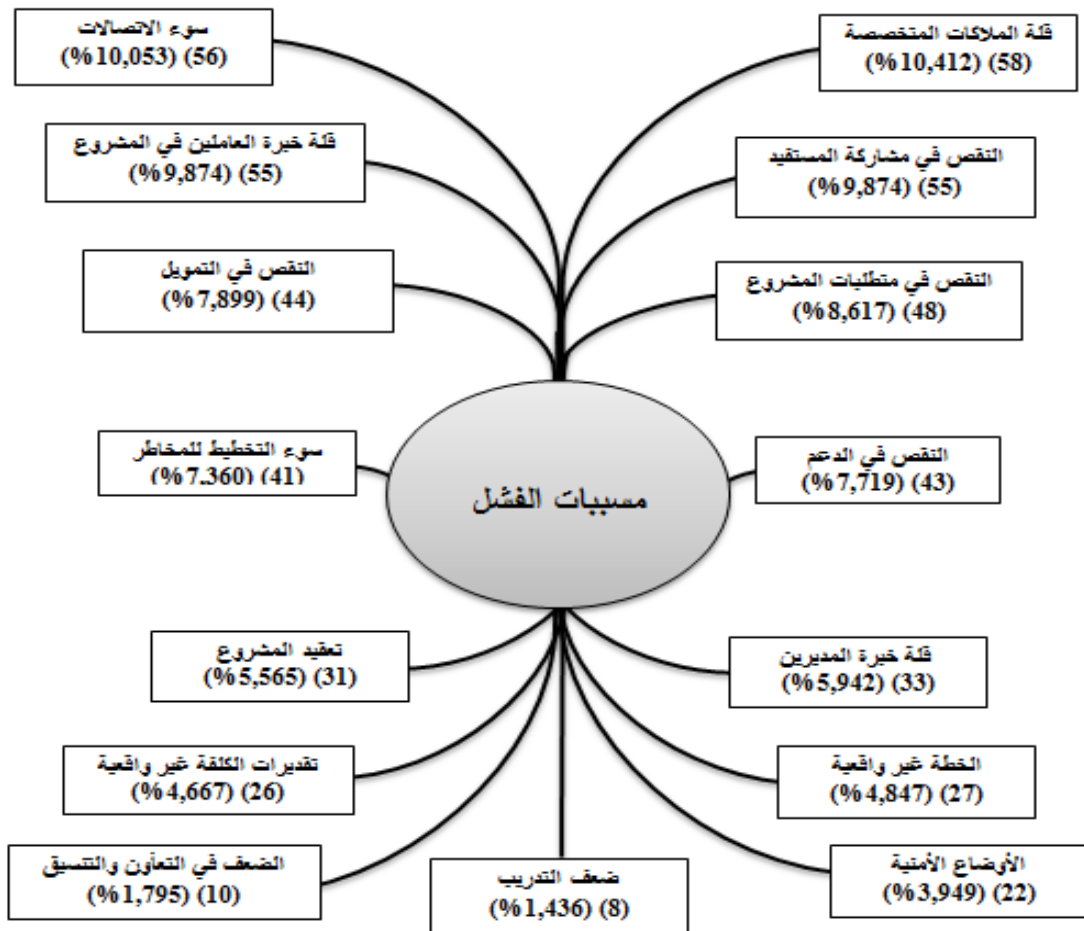 قلة الملاكات المتخصصة
(58) (%10,412)
سوء الاتصالات
(56) (%10,053)
النقص في مشاركة المستفيد
(55) (%9,874)
قلة خبرة العاملين في المشروع
(55) (%9,874)
النقص في متطلبات المشروع
(48) (%8,617)
النقص في التمويل
(44) (%7,899)
النقص في الدعم
(43) (%7,719)
سوء التخطيط للمخاطر
(41) (%7.360)
مسببات الفشل
قلة خبرة المديرين
(33) (%5,942)
تعقيد المشروع
(31) (%5,565)
الخطة غير واقعية
(27) (%4,847)
تقديرات الكلفة غير واقعية
(26) (%4,667)
الأوضاع الأمنية
(22) (%3,949)
ضعف التدريب
(8) (%1,436)
الضعف في التعأون والتنسيق
(10) (%1,795)